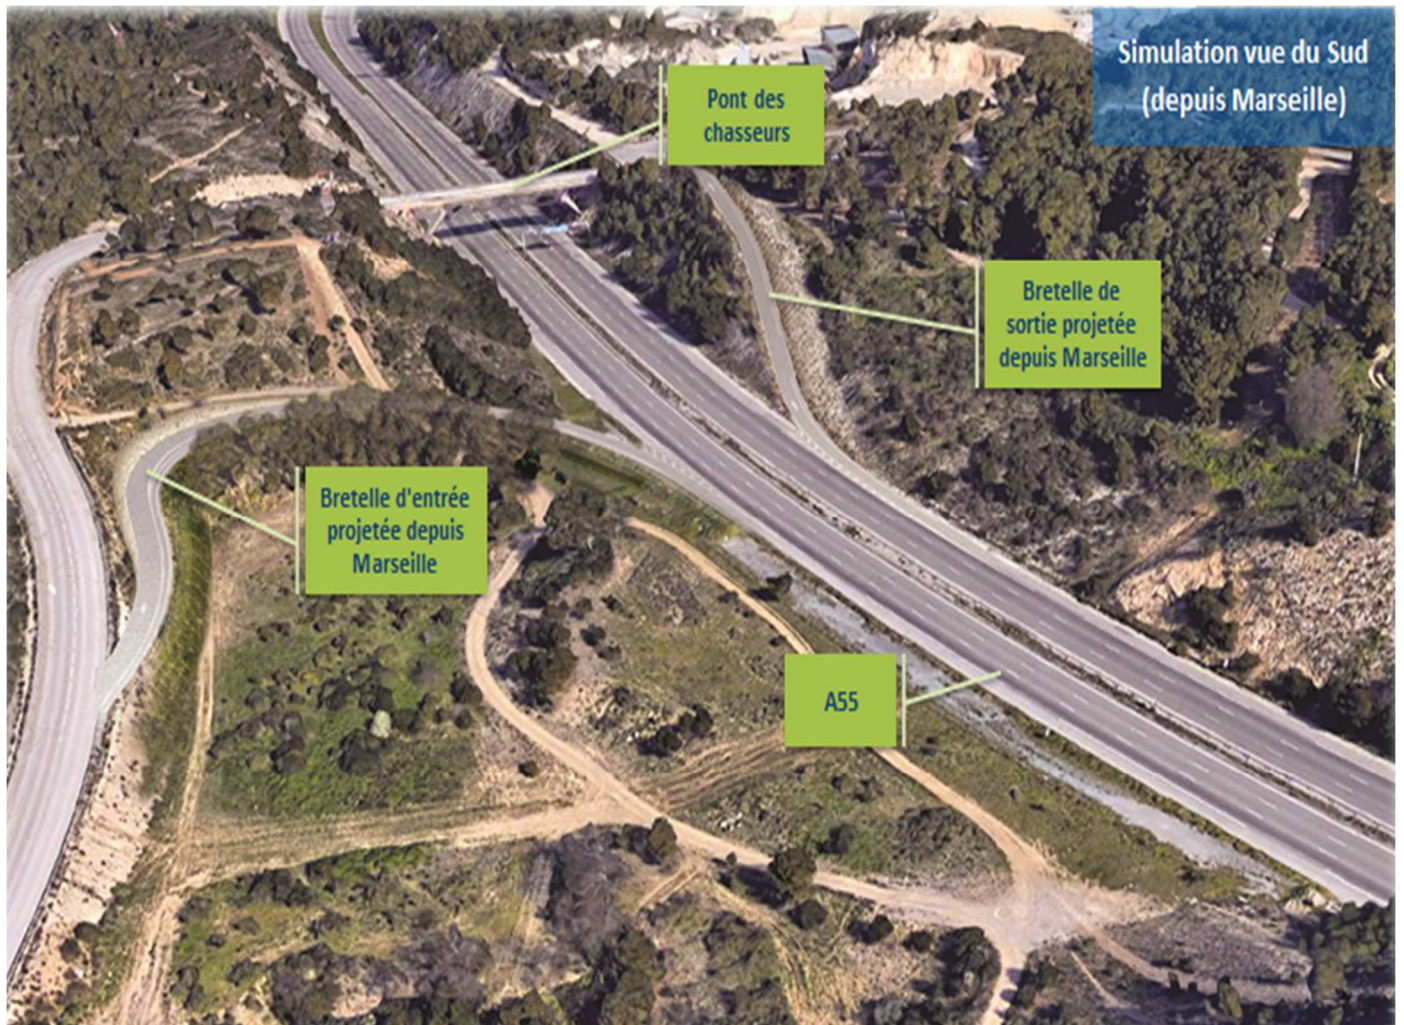 Simulation vue du Sud
(depuis Marseille)
Pont des
chasseurs
Bretelle de
sortie projetée
depuis Marseille
Bretelle d'entrée
projetée depuis
Marseille
A55